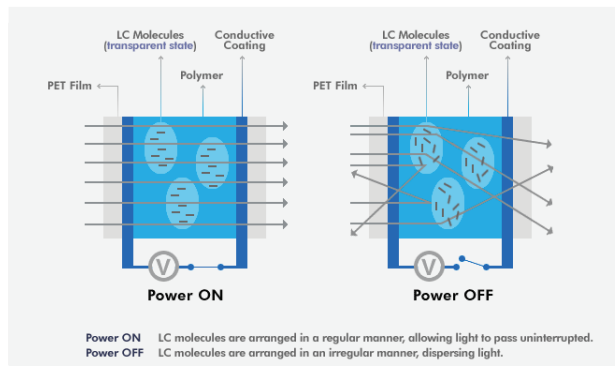 LC Molecules
(transparent state)
Conductive
Coating
PET Film
Polymer
V
Power ON
LC Molecules
(transparent state)
Conductive
Coating
PET Film
Polymer
V
Power OFF
Power ON LC molecules are arranged in a regular manner, allowing light to pass uninterrupted.
Power OFF LC molecules are arranged in an irregular manner, dispersing light.